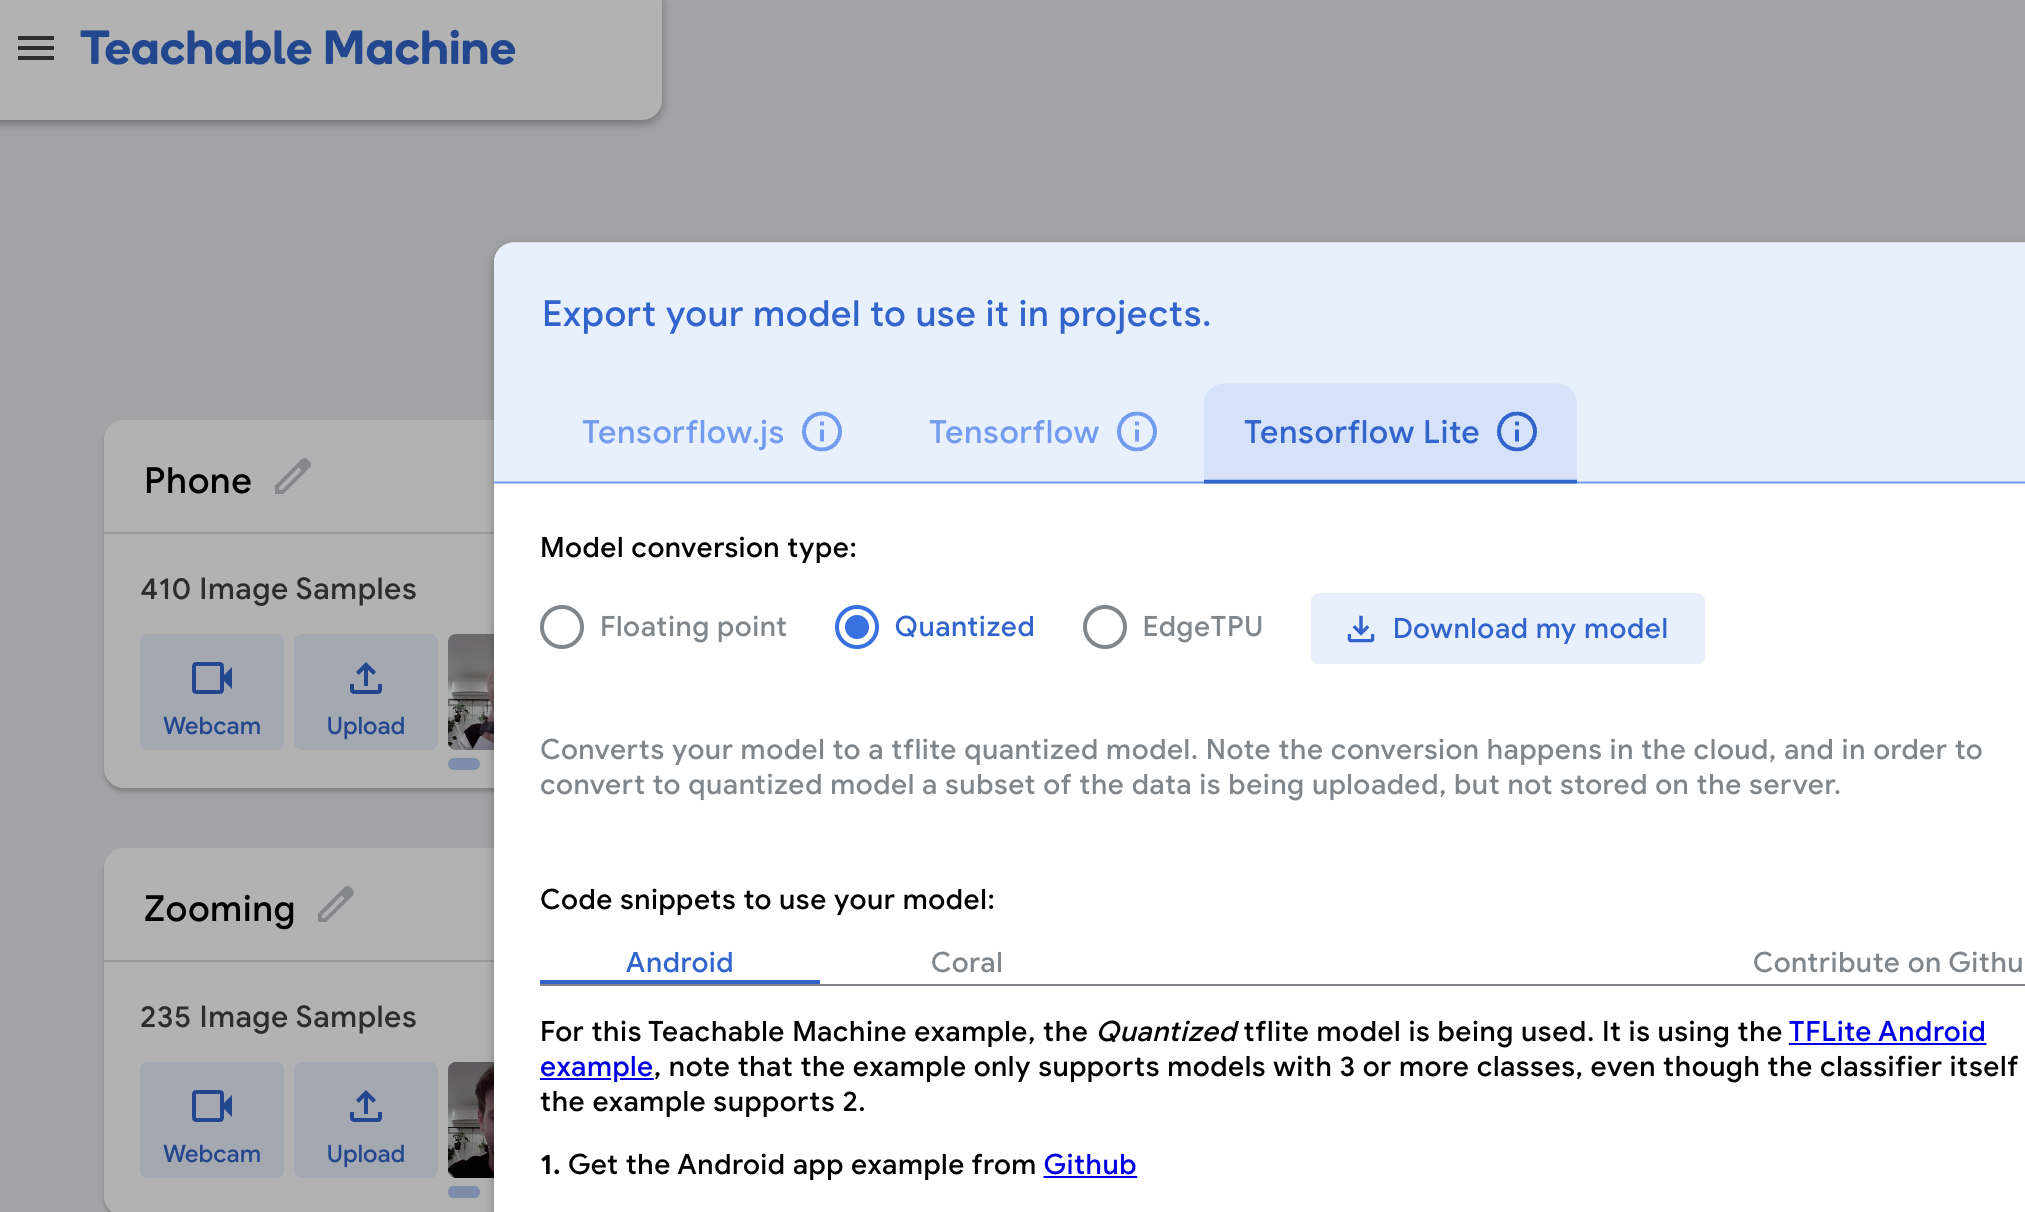 Teachable Machine
Export your model to use it in projects.
Tensorflow.js
Tensorflow
Tensorflow Lite
Phone
410 Image Samples
Webcam
Upload
Zooming
235 Image Samples
Webcam
Upload
Model conversion type:
Floating point
Quantized
EdgeTPU
Download my model
Converts your model to a tflite quantized model. Note the conversion happens in the cloud, and in order to
convert to quantized model a subset of the data is being uploaded, but not stored on the server.
Code snippets to use your model:
Android
Coral
Contribute on Githu
For this Teachable Machine example, the Quantized tflite model is being used. It is using the TFLite Android
example, note that the example only supports models with 3 or more classes, even though the classifier itself
the example supports 2.
1. Get the Android app example from Github